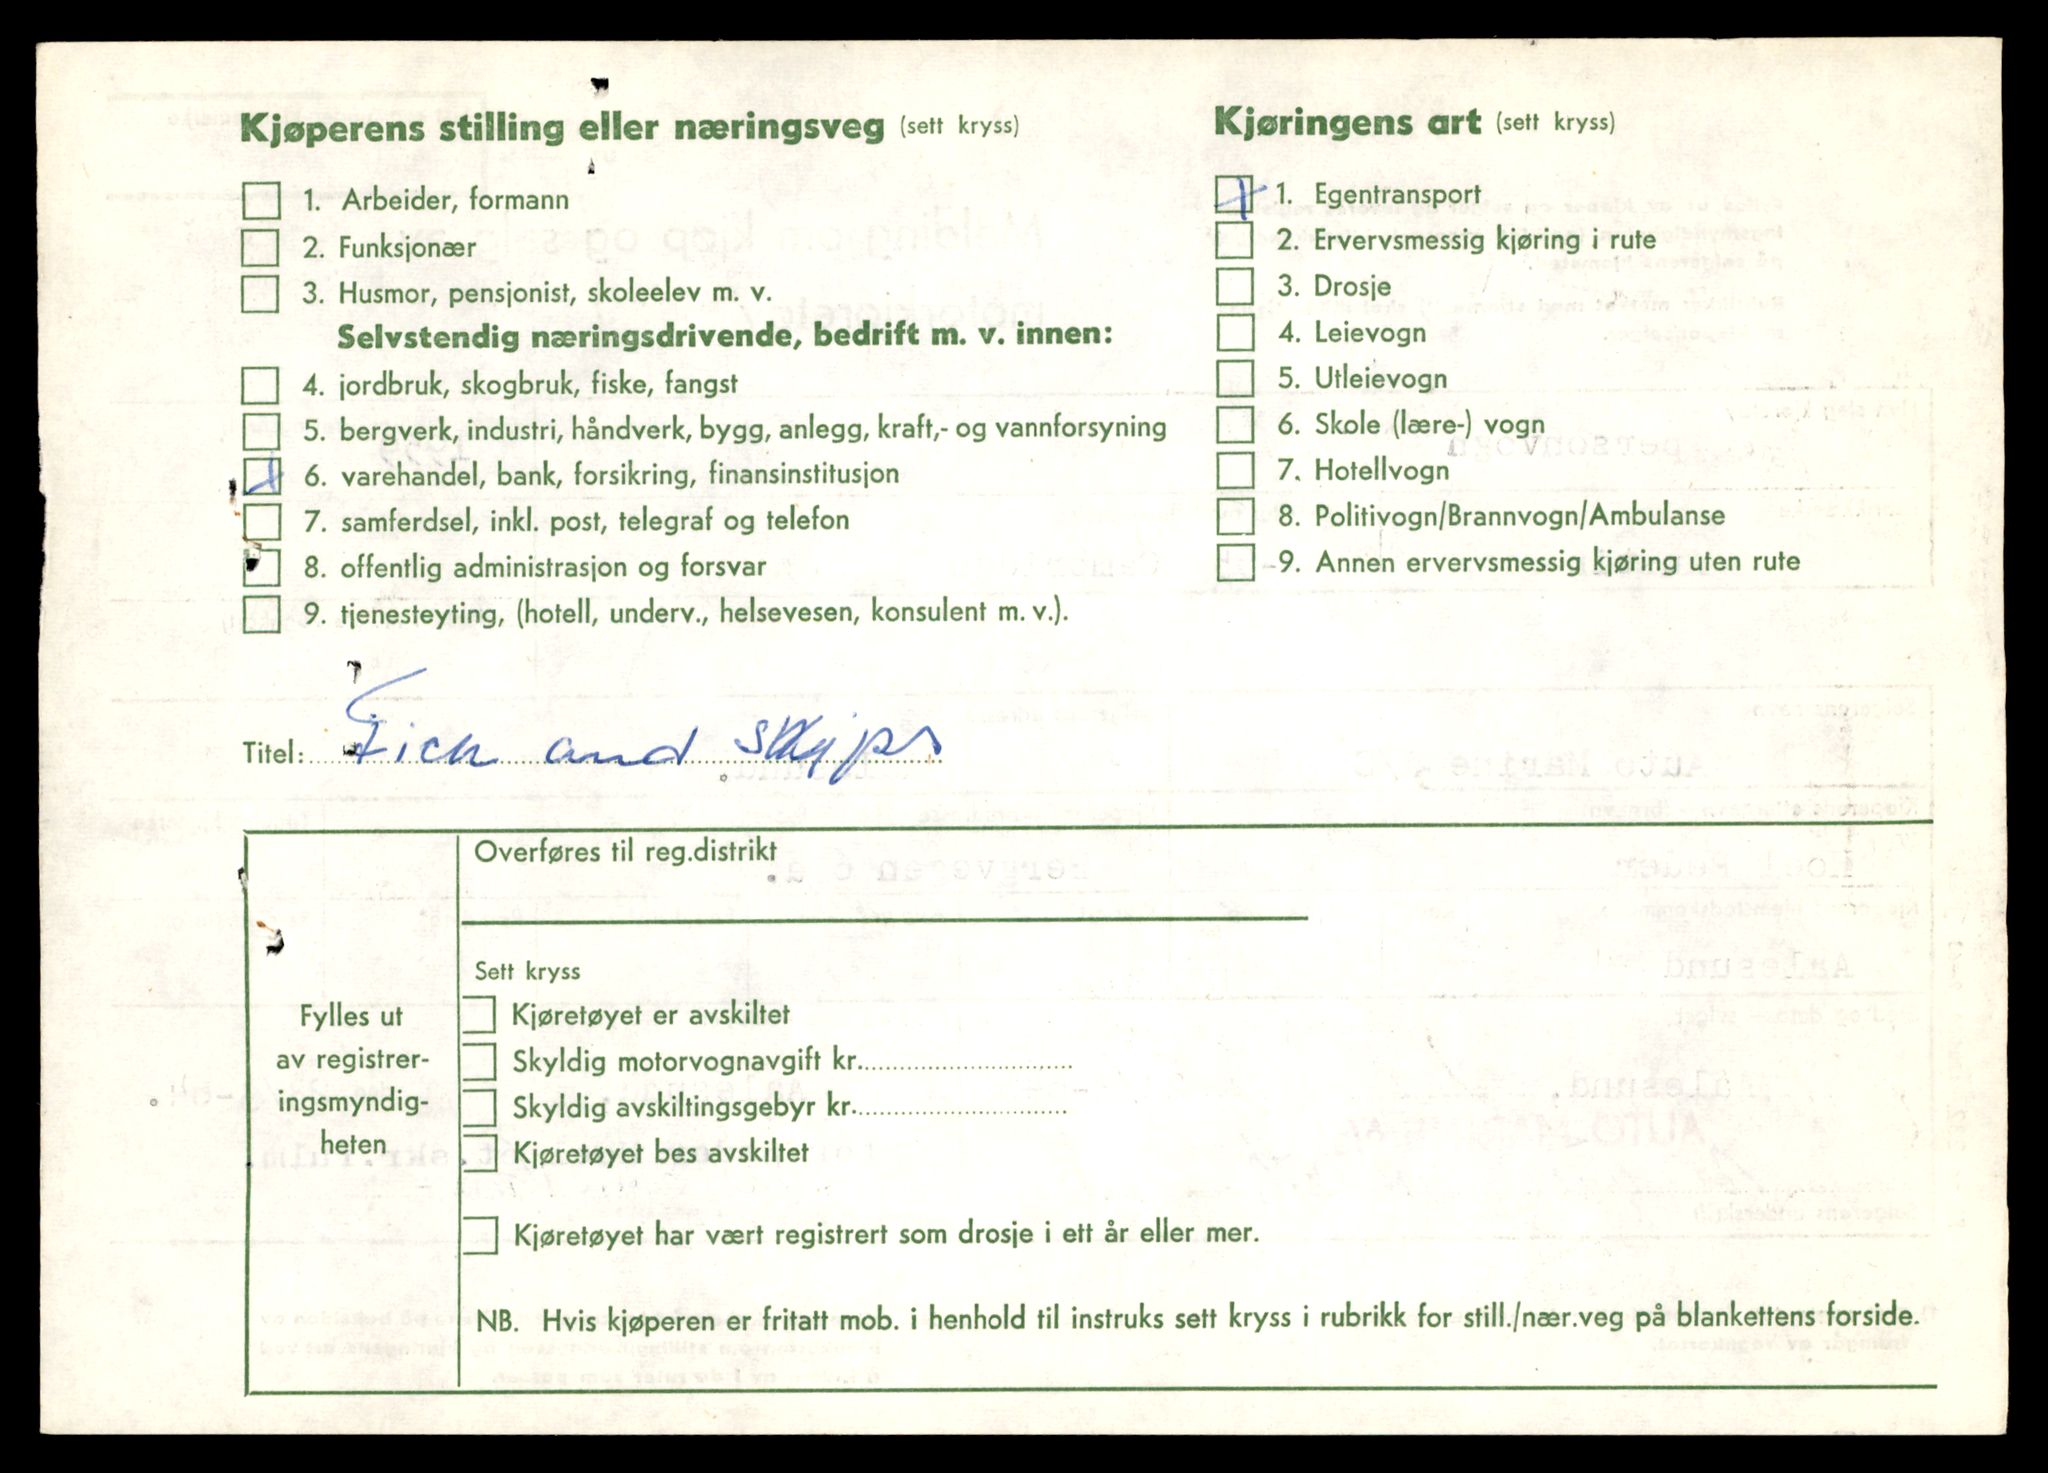 Kjøperens stilling eller næringsveg (sett kryss)
1. Arbeider, formann
2. Funksjonær
3. Husmor, pensjonist, skoleelev m. v.
Selvstendig næringsdrivende, bedrift m. v. innen:
4. jordbruk, skogbruk, fiske, fangst
5. bergverk, industri, håndverk, bygg, anlegg, kraft,- og vannforsyning
6. varehandel, bank, forsikring, finansinstitusjon
7. samferdsel, inkl. post, telegraf og telefon
8. offentlig administrasjon og forsvar
9. tjenesteyting, (hotell, underv., helsevesen, konsulent m. v.).
Kjøringens art (sett kryss)
1. Egentransport
2. Ervervsmessig kjøring i rute
3. Drosje
4. Leievogn
5. Utleievogn
6. Skole (lære-) vogn
7. Hotellvogn
8. Politivogn/Brannvogn/Ambulanse
9. Annen ervervsmessig kjøring uten rute
Titel: and
Overføres til reg.distrikt
Fylles ut
av registrer-
ingsmyndig-
heten
Sett kryss
Kjøretøyet er avskiltet
Skyldig motorvognavgift kr.
Skyldig avskiltingsgebyr kr.
Kjøretøyet bes avskiltet
Kjøretøyet har vært registrert som drosje i ett år eller mer.
NB. Hvis kjøperen er fritatt mob. i henhold til instruks sett kryss i rubrikk for still./nær.veg på blankettens forside.